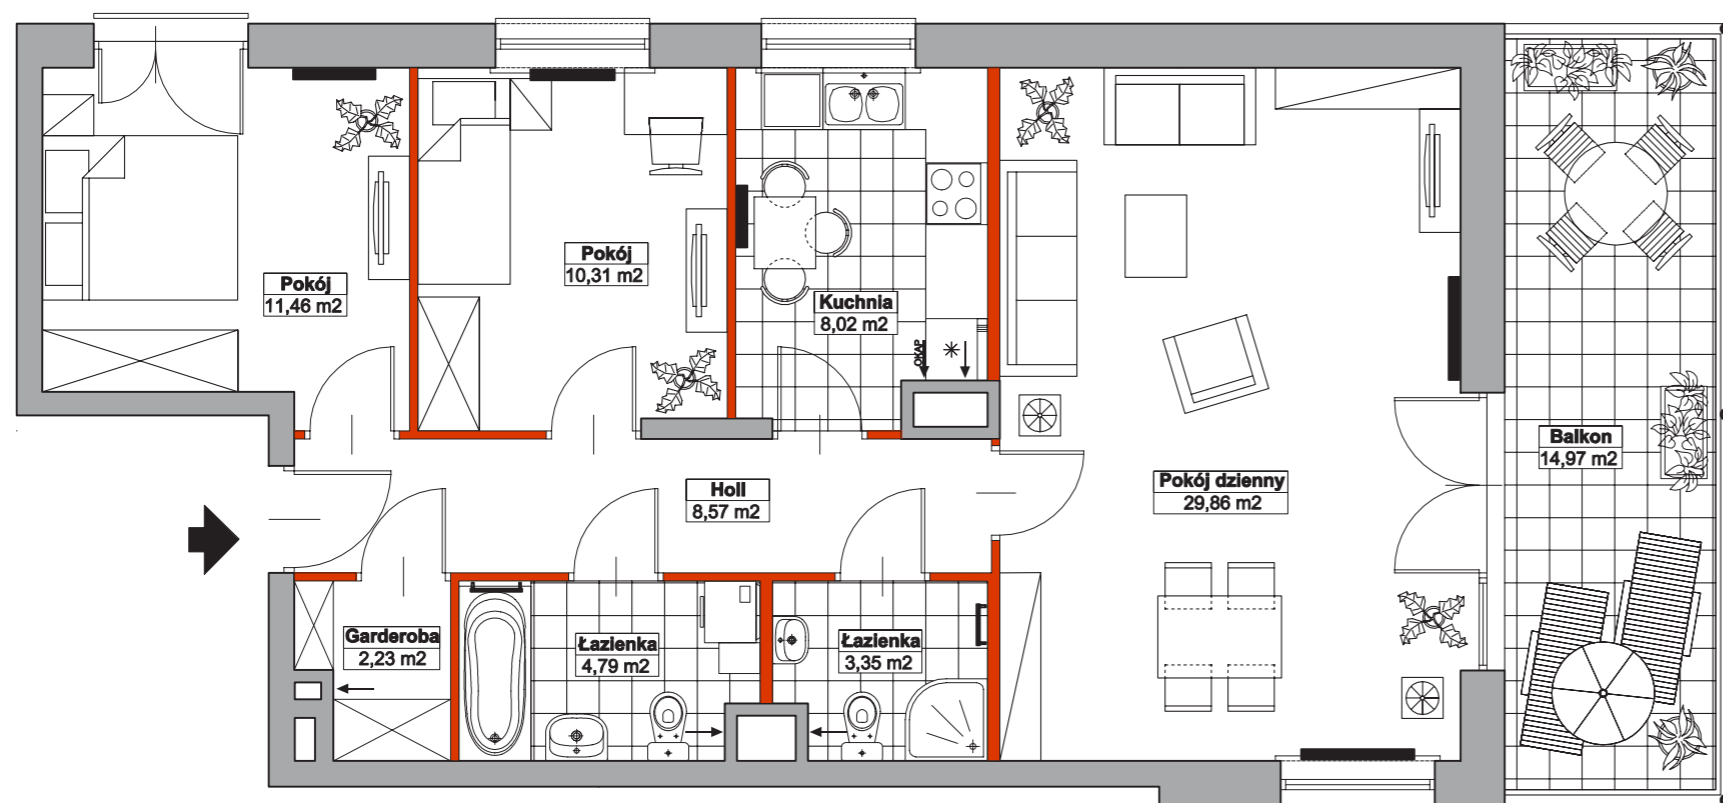 Pokój
11,46 m2
Pokój
10,31 m2
Kuchnia
8,02 m2
OKAP
Holl
8,57 m2
Pokój dzienny
29,86 m2
Balkon
14,97 m2
Garderoba
2,23 m2
Łazienka
4,79 m2
Łazienka
3,35 m2